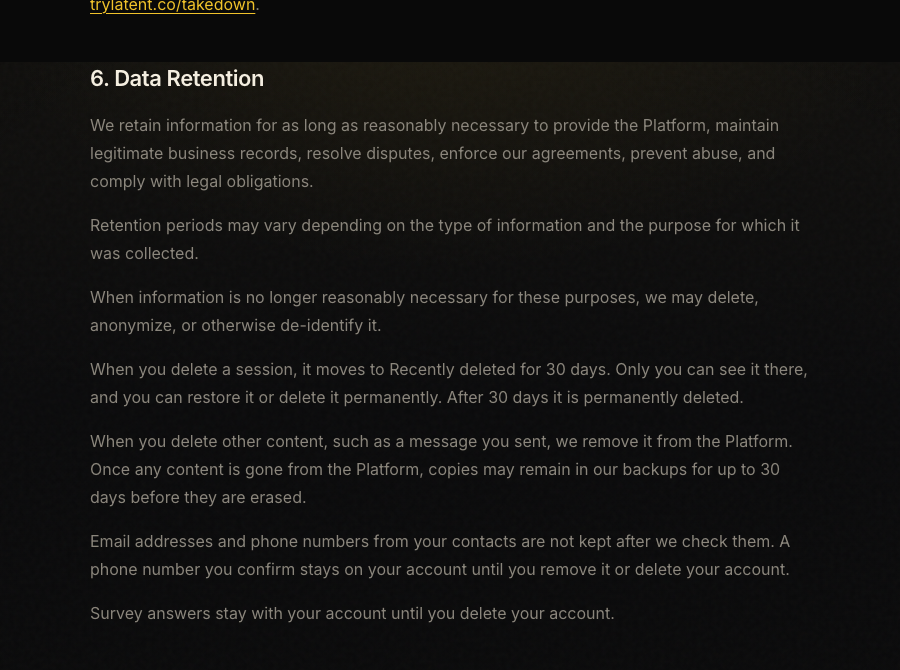 trylatent.co/takedown.
6. Data Retention
We retain information for as long as reasonably necessary to provide the Platform, maintain
legitimate business records, resolve disputes, enforce our agreements, prevent abuse, and
comply with legal obligations.
Retention periods may vary depending on the type of information and the purpose for which it
was collected.
When information is no longer reasonably necessary for these purposes, we may delete,
anonymize, or otherwise de-identify it.
When you delete a session, it moves to Recently deleted for 30 days. Only you can see it there,
and you can restore it or delete it permanently. After 30 days it is permanently deleted.
When you delete other content, such as a message you sent, we remove it from the Platform.
Once any content is gone from the Platform, copies may remain in our backups for up to 30
days before they are erased.
Email addresses and phone numbers from your contacts are not kept after we check them. A
phone number you confirm stays on your account until you remove it or delete your account.
Survey answers stay with your account until you delete your account.